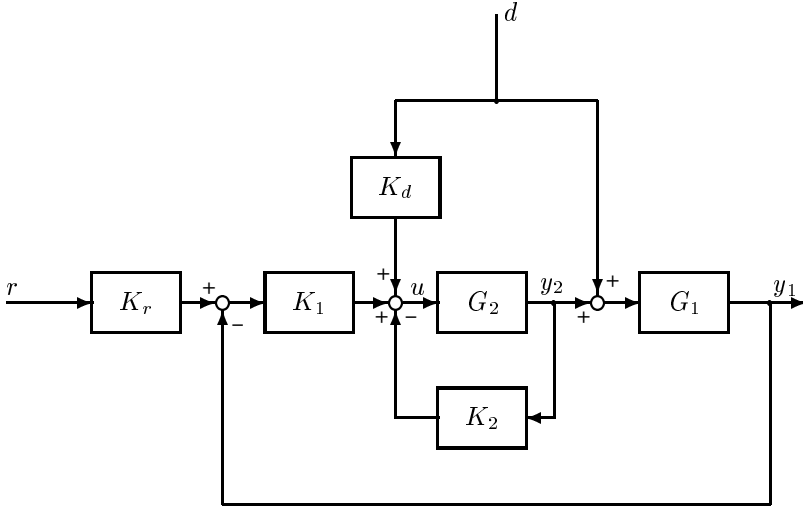 d
K_d
+ +
r K_r + K_1 u G_2 y_2 G_1 y_1
− + − +
K_2